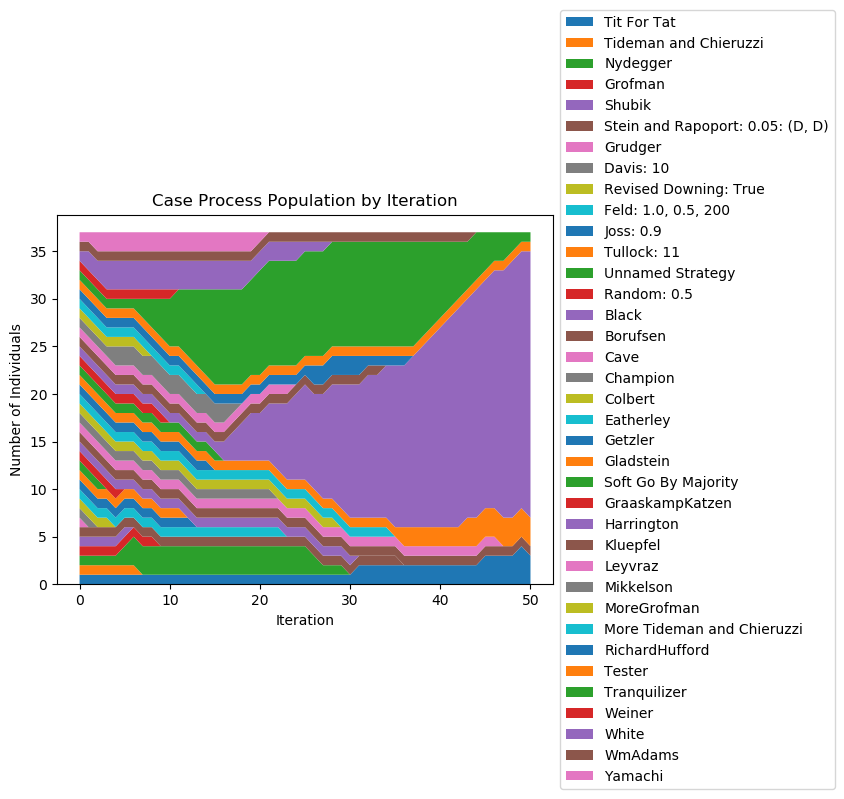 Case Process Population by Iteration
Number of Individuals
35
30
25
20
15
10
5
0
0 10 20 30 40 50
Iteration
Tit For Tat
Tideman and Chieruzzi
Nydegger
Grofman
Shubik
Stein and Rapoport: 0.05: (D, D)
Grudger
Davis: 10
Revised Downing: True
Feld: 1.0, 0.5, 200
Joss: 0.9
Tullock: 11
Unnamed Strategy
Random: 0.5
Black
Borufsen
Cave
Champion
Colbert
Eatherley
Getzler
Gladstein
Soft Go By Majority
GraaskampKatzen
Harrington
Kluepfel
Leyvraz
Mikkelson
MoreGrofman
More Tideman and Chieruzzi
RichardHufford
Tester
Tranquilizer
Weiner
White
WmAdams
Yamachi